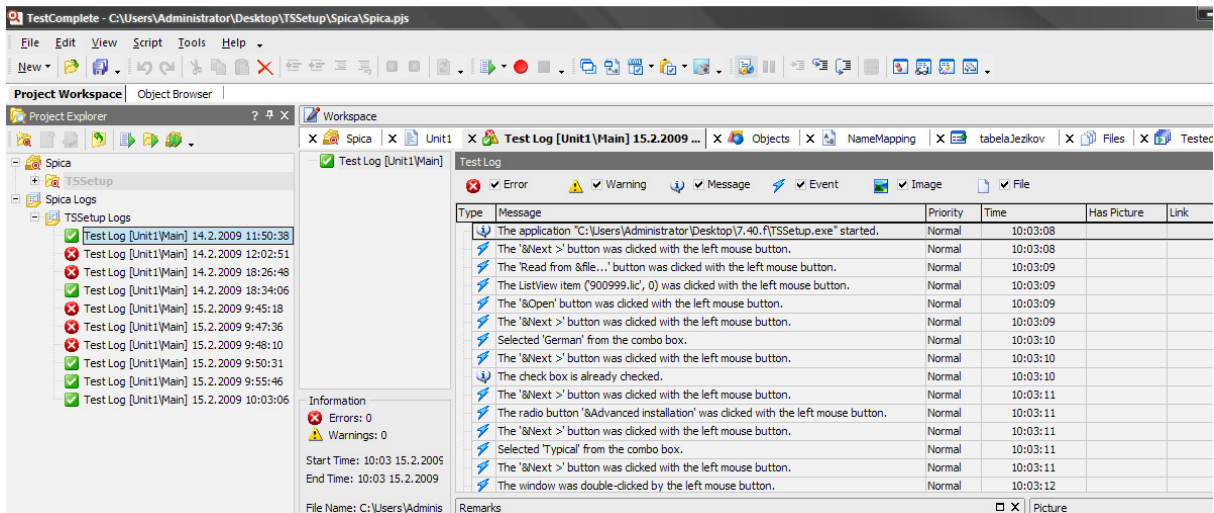 TestComplete - C:\Users\Administrator\Desktop\TSSetup\Spica\Spica.pjs
File Edit View Script Tools Help
New
Project Workspace Object Browser
Project Explorer
Spica
TSSetup
Spica Logs
TSSetup Logs
Test Log [Unit1\Main] 14.2.2009 11:50:38
Test Log [Unit1\Main] 14.2.2009 12:02:51
Test Log [Unit1\Main] 14.2.2009 18:26:48
Test Log [Unit1\Main] 14.2.2009 18:34:06
Test Log [Unit1\Main] 15.2.2009 9:45:18
Test Log [Unit1\Main] 15.2.2009 9:47:36
Test Log [Unit1\Main] 15.2.2009 9:48:10
Test Log [Unit1\Main] 15.2.2009 9:50:31
Test Log [Unit1\Main] 15.2.2009 9:55:46
Test Log [Unit1\Main] 15.2.2009 10:03:06
Workspace
X Spica X Unit1 X Test Log [Unit1\Main] 15.2.2009 ... X Objects X NameMapping X tabelaJezikov X Files X Tested
Test Log [Unit1\Main]
Information
Errors: 0
Warnings: 0
Start Time: 10:03 15.2.2009
End Time: 10:03 15.2.2009
File Name: C:\Users\Adminis
Test Log
Error Warning Message Event Image File
Type Message Priority Time Has Picture Link
The application "C:\Users\Administrator\Desktop\7.40.f\TSSetup.exe" started. Normal 10:03:08
The '&Next >' button was clicked with the left mouse button. Normal 10:03:08
The 'Read from &file...' button was clicked with the left mouse button. Normal 10:03:09
The ListView item ('900999.lic', 0) was clicked with the left mouse button. Normal 10:03:09
The '&Open' button was clicked with the left mouse button. Normal 10:03:09
The '&Next >' button was clicked with the left mouse button. Normal 10:03:09
Selected 'German' from the combo box. Normal 10:03:10
The '&Next >' button was clicked with the left mouse button. Normal 10:03:10
The check box is already checked. Normal 10:03:10
The '&Next >' button was clicked with the left mouse button. Normal 10:03:11
The radio button '&Advanced installation' was clicked with the left mouse button. Normal 10:03:11
The '&Next >' button was clicked with the left mouse button. Normal 10:03:11
Selected 'Typical' from the combo box. Normal 10:03:11
The '&Next >' button was clicked with the left mouse button. Normal 10:03:11
The window was double-clicked by the left mouse button. Normal 10:03:12
Remarks Picture